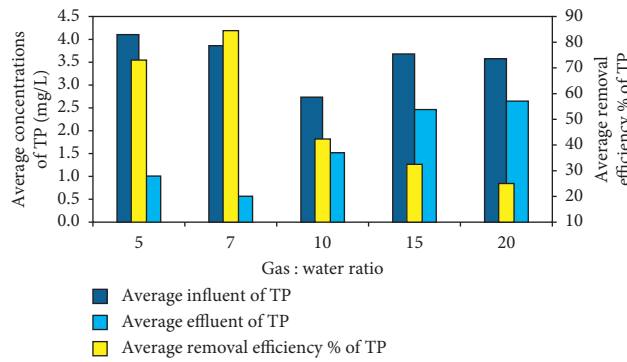 Average concentrations
of TP (mg/L)
4.5
4.0
3.5
3.0
2.5
2.0
1.5
1.0
0.5
0.0
90
80
70
60
50
40
30
20
10
Average removal
efficiency % of TP
5 7 10 15 20
Gas : water ratio
Average influent of TP
Average effluent of TP
Average removal efficiency % of TP